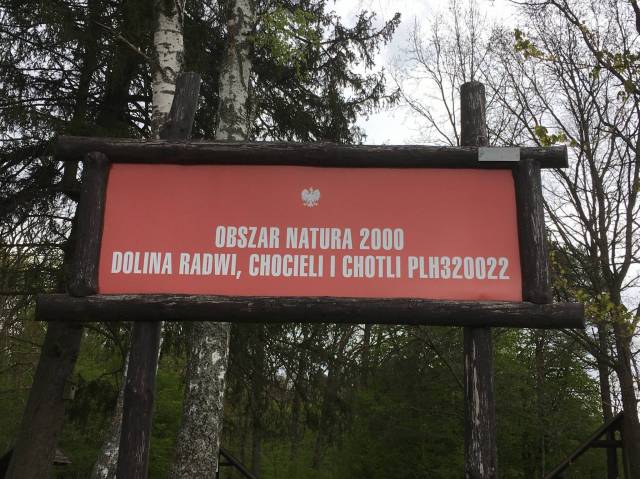 OBSZAR NATURA 2000
DOLINA RADWI, CHOCIELI I CHOTLI PLH320022